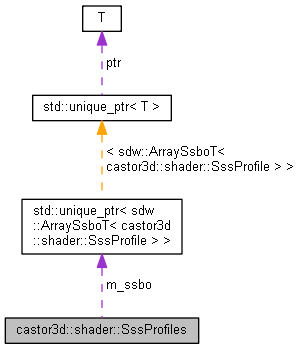 T
ptr
std::unique_ptr< T >
< sdw::ArraySsboT<
castor3d::shader::SssProfile > >
std::unique_ptr< sdw
::ArraySsboT< castor3d
::shader::SssProfile > >
m_ssbo
castor3d::shader::SssProfiles